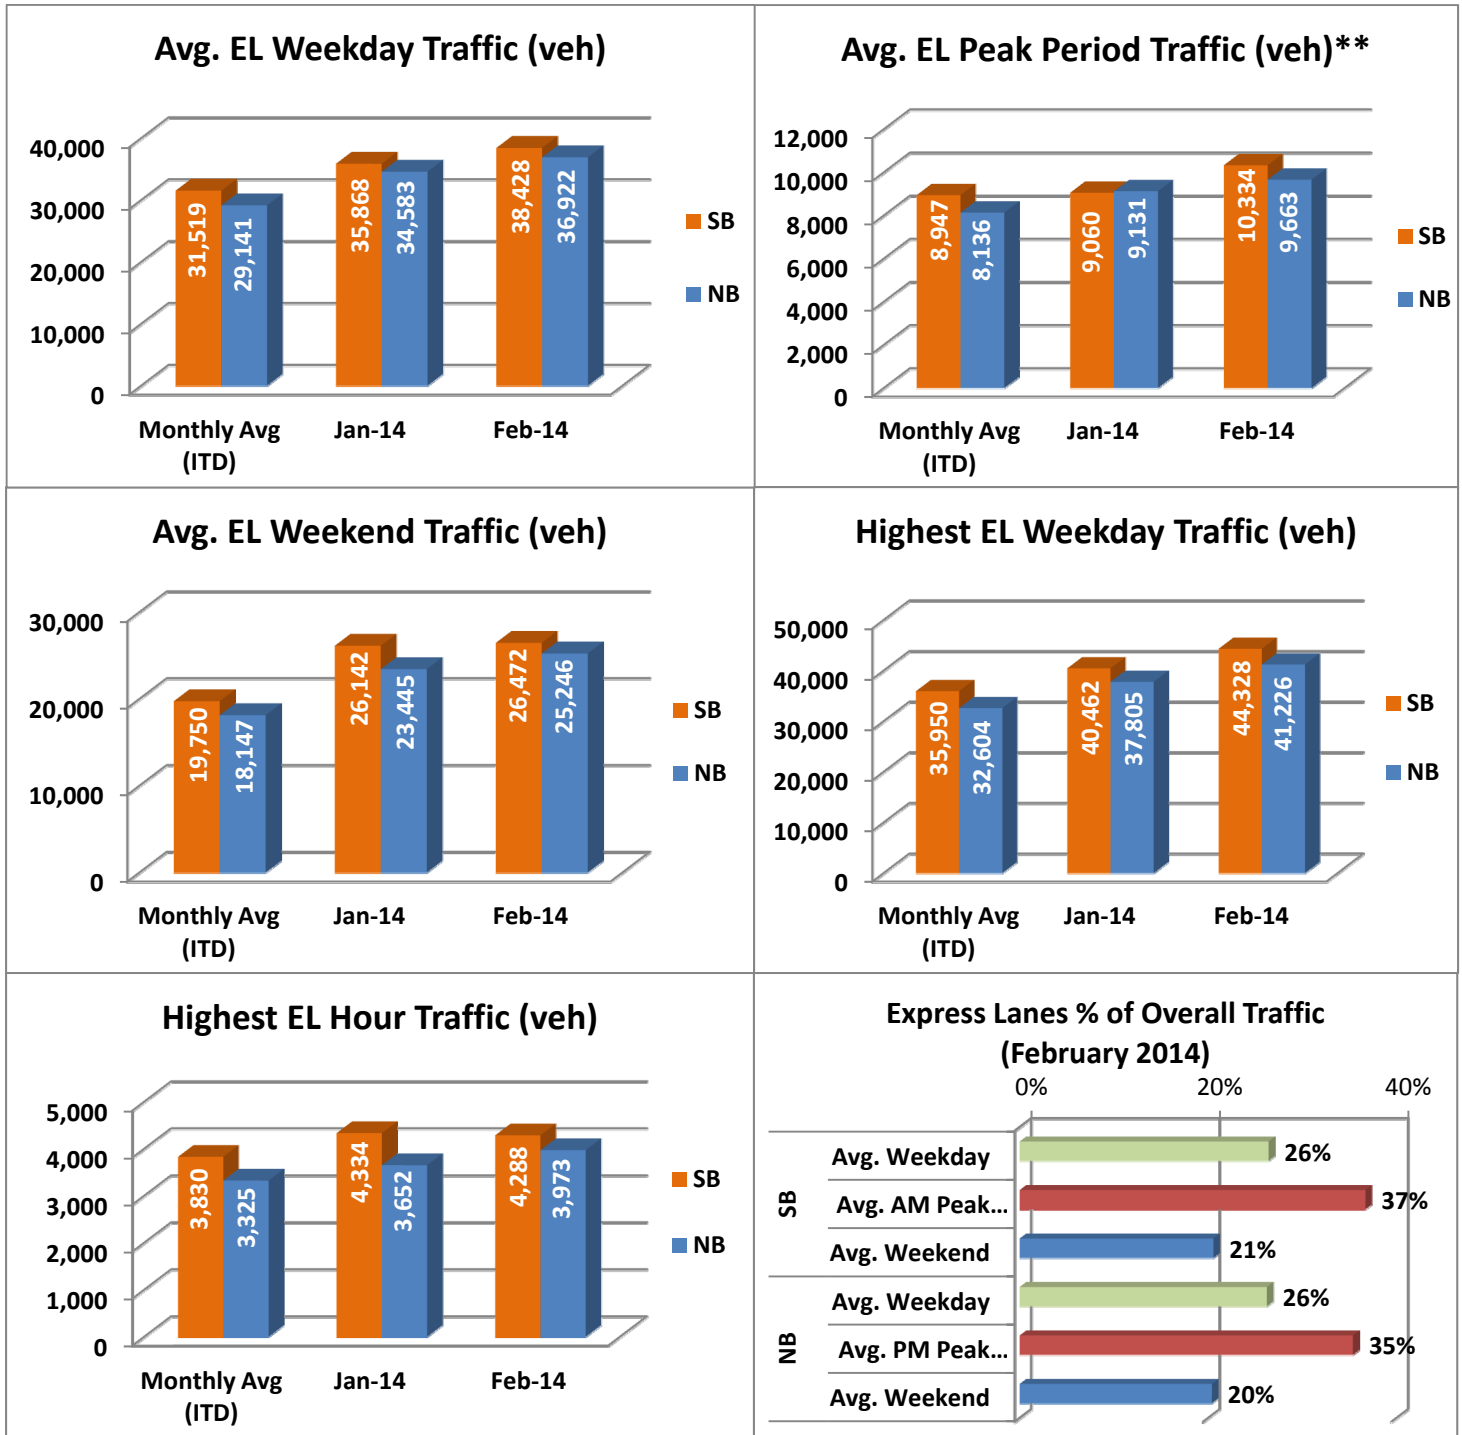 Avg. EL Weekday Traffic (veh)
40,000
30,000
20,000
10,000
0
31,519
29,141
35,868
34,583
38,428
36,922
SB
NB
Monthly Avg
(ITD)
Jan-14
Feb-14
Avg. EL Peak Period Traffic (veh)**
12,000
10,000
8,000
6,000
4,000
2,000
0
8,947
8,136
9,060
9,131
10,334
9,663
SB
NB
Monthly Avg
(ITD)
Jan-14
Feb-14
Avg. EL Weekend Traffic (veh)
30,000
20,000
10,000
0
19,750
18,147
26,142
23,445
26,472
25,246
SB
NB
Monthly Avg
(ITD)
Jan-14
Feb-14
Highest EL Weekday Traffic (veh)
50,000
40,000
30,000
20,000
10,000
0
35,950
32,604
40,462
37,805
44,328
41,226
SB
NB
Monthly Avg
(ITD)
Jan-14
Feb-14
Highest EL Hour Traffic (veh)
5,000
4,000
3,000
2,000
1,000
0
3,830
3,325
4,334
3,652
4,288
3,973
SB
NB
Monthly Avg
(ITD)
Jan-14
Feb-14
Express Lanes % of Overall Traffic
(February 2014)
0% 20% 40%
SB
Avg. Weekday 26%
Avg. AM Peak... 37%
Avg. Weekend 21%
NB
Avg. Weekday 26%
Avg. PM Peak... 35%
Avg. Weekend 20%